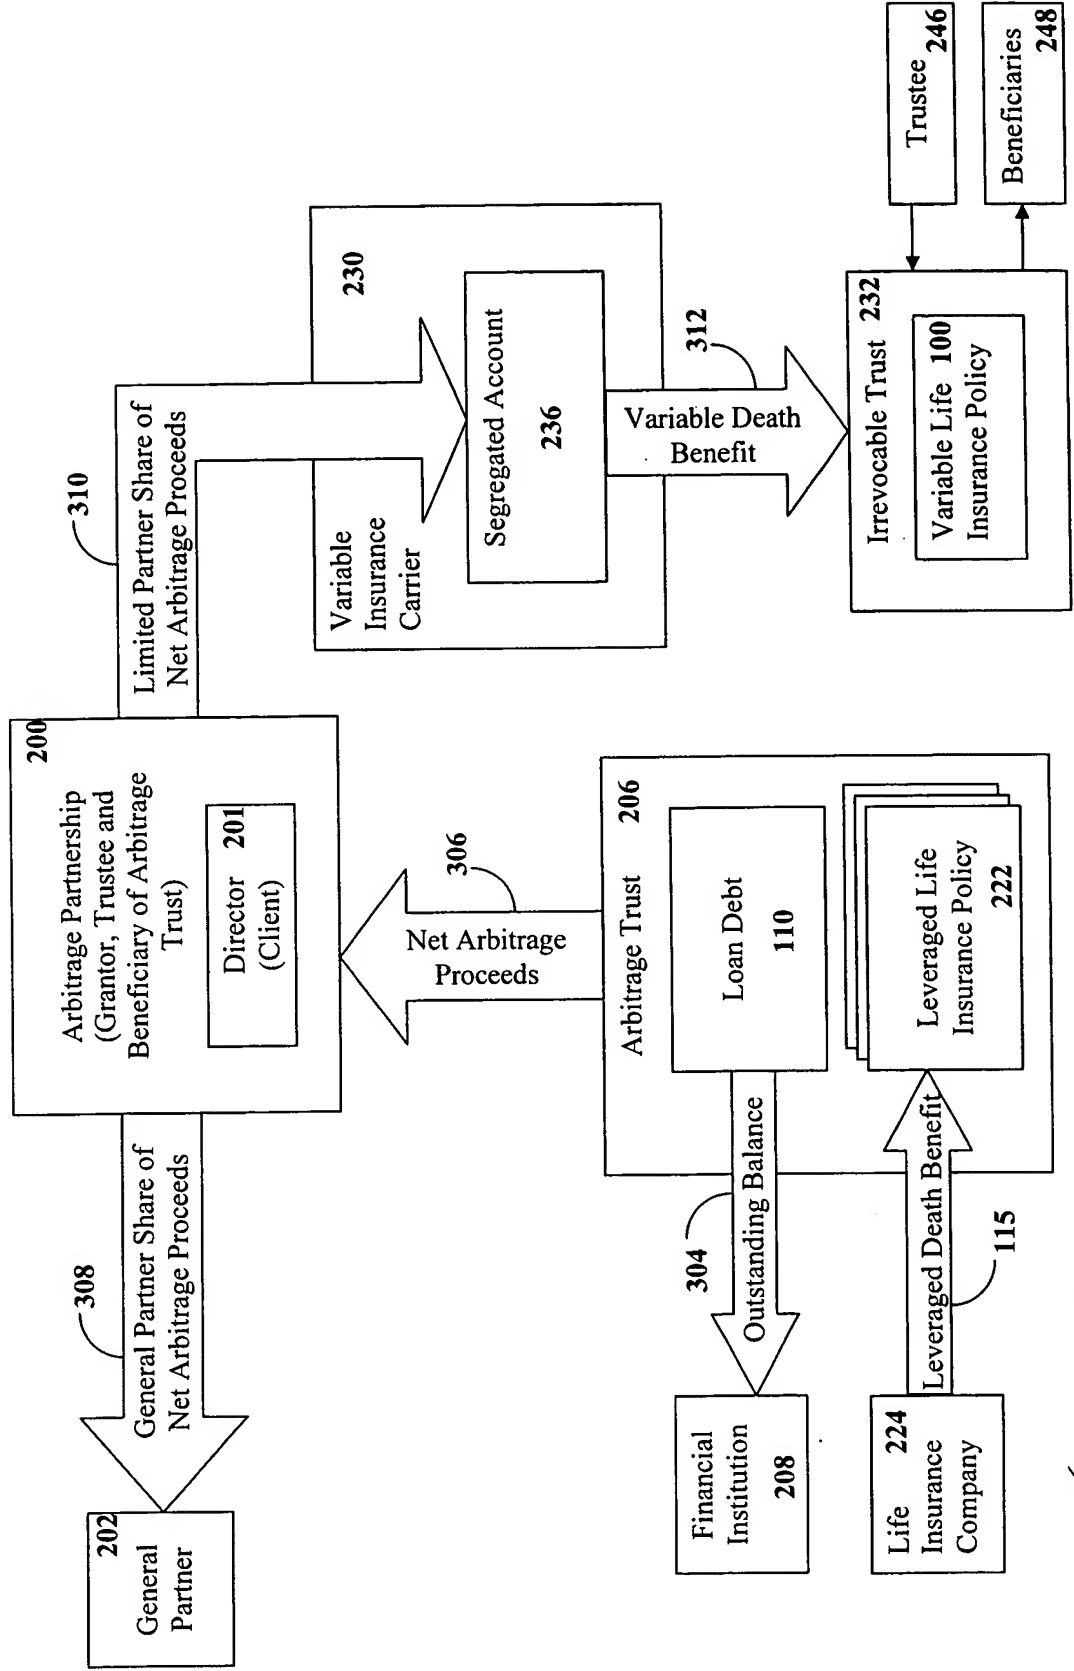 202
General
Partner
308
General Partner Share of
Net Arbitrage Proceeds
200
Arbitrage Partnership
(Grantor, Trustee and
Beneficiary of Arbitrage
Trust)
Director 201
(Client)
310
Limited Partner Share of
Net Arbitrage Proceeds
306
Net Arbitrage
Proceeds
Variable
Insurance
Carrier
230
Segregated Account
236
312
Variable Death
Benefit
Financial
Institution
208
304
Outstanding Balance
Arbitrage Trust 206
Loan Debt
110
Life 224
Insurance
Company
Leveraged Death Benefit
115
Leveraged Life
Insurance Policy
222
Irrevocable Trust 232
Variable Life 100
Insurance Policy
Trustee
246
Beneficiaries
248